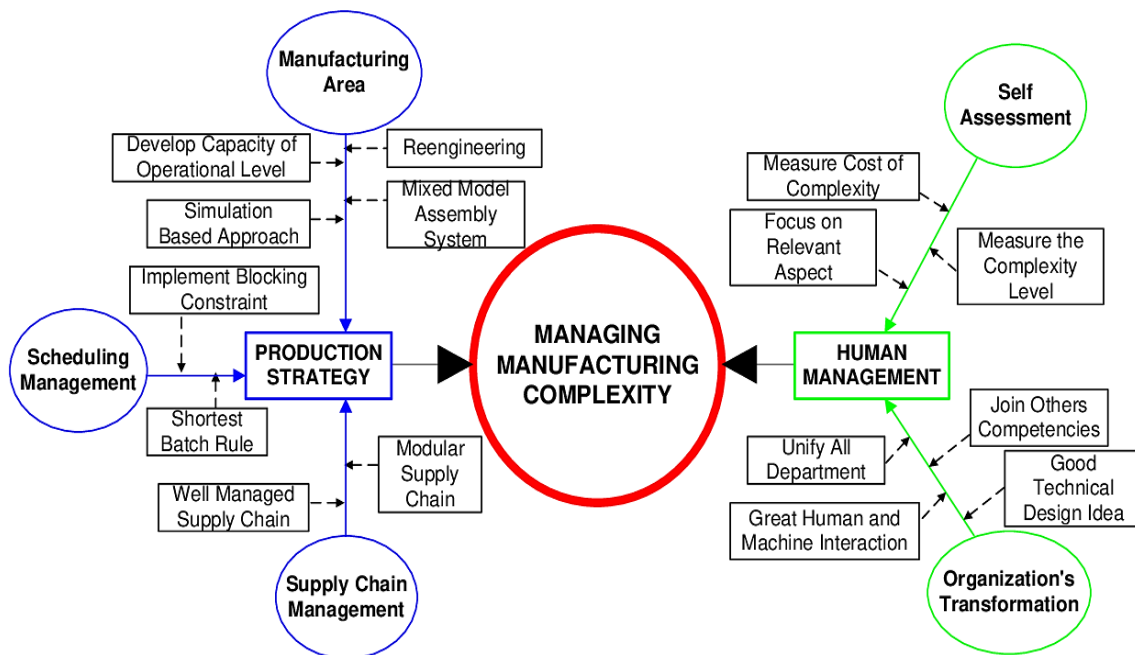 Manufacturing
Area
Develop Capacity of
Operational Level
Reengineering
Simulation
Based Approach
Mixed Model
Assembly
System
Implement Blocking
Constraint
Scheduling
Management
Shortest
Batch Rule
PRODUCTION
STRATEGY
Modular
Supply
Chain
Well Managed
Supply Chain
Supply Chain
Management
MANAGING
MANUFACTURING
COMPLEXITY
Self
Assessment
Measure Cost of
Complexity
Focus on
Relevant
Aspect
Measure the
Complexity
Level
HUMAN
MANAGEMENT
Unify All
Department
Join Others
Competencies
Great Human and
Machine Interaction
Good
Technical
Design Idea
Organization's
Transformation